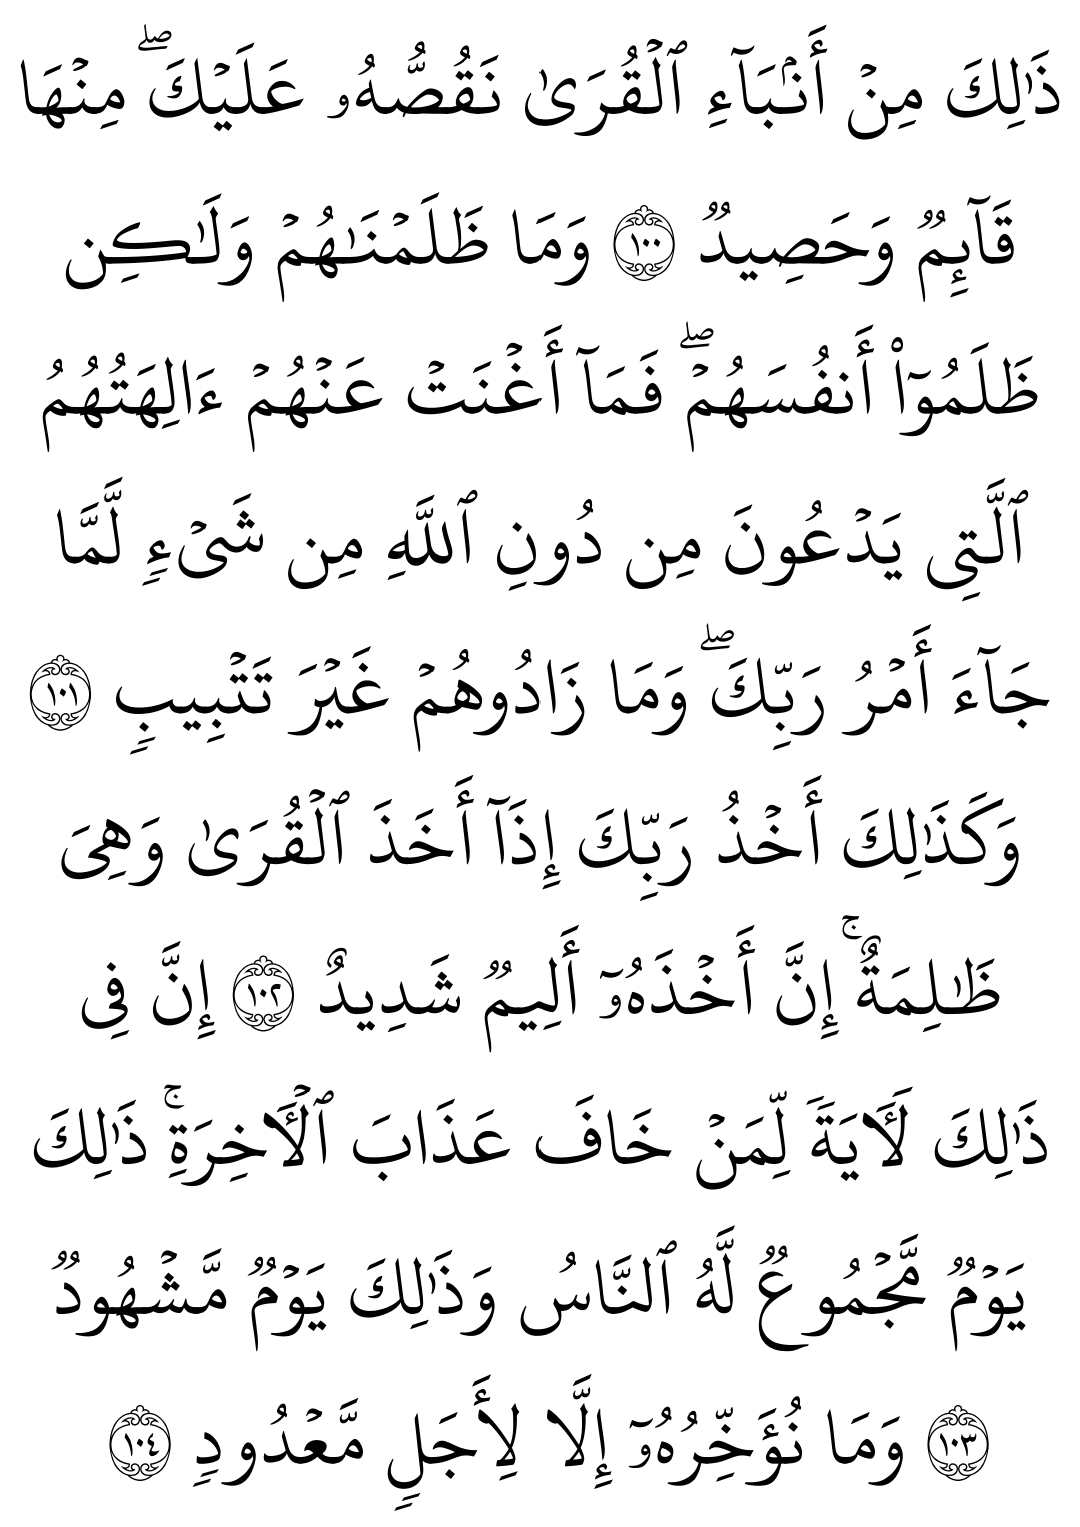 ذَٰلِكَ مِنۡ أَنۢبَآءِ ٱلۡقُرَىٰ نَقُصُّهُۥ عَلَيۡكَۖ مِنۡهَا
قَآئِمٞ وَحَصِيدٞ ١٠٠ وَمَا ظَلَمۡنَٰهُمۡ وَلَٰكِن
ظَلَمُوٓاْ أَنفُسَهُمۡۖ فَمَآ أَغۡنَتۡ عَنۡهُمۡ ءَالِهَتُهُمُ
ٱلَّتِي يَدۡعُونَ مِن دُونِ ٱللَّهِ مِن شَيۡءٖ لَّمَّا
جَآءَ أَمۡرُ رَبِّكَۖ وَمَا زَادُوهُمۡ غَيۡرَ تَتۡبِيبٖ ١٠١
وَكَذَٰلِكَ أَخۡذُ رَبِّكَ إِذَآ أَخَذَ ٱلۡقُرَىٰ وَهِيَ
ظَٰلِمَةٌۚ إِنَّ أَخۡذَهُۥٓ أَلِيمٞ شَدِيدٌ ١٠٢ إِنَّ فِي
ذَٰلِكَ لَأٓيَةٗ لِّمَنۡ خَافَ عَذَابَ ٱلۡأٓخِرَةِۚ ذَٰلِكَ
يَوۡمٞ مَّجۡمُوعٞ لَّهُ ٱلنَّاسُ وَذَٰلِكَ يَوۡمٞ مَّشۡهُودٞ
١٠٣ وَمَا نُؤَخِّرُهُۥٓ إِلَّا لِأَجَلٖ مَّعۡدُودٖ ١٠٤